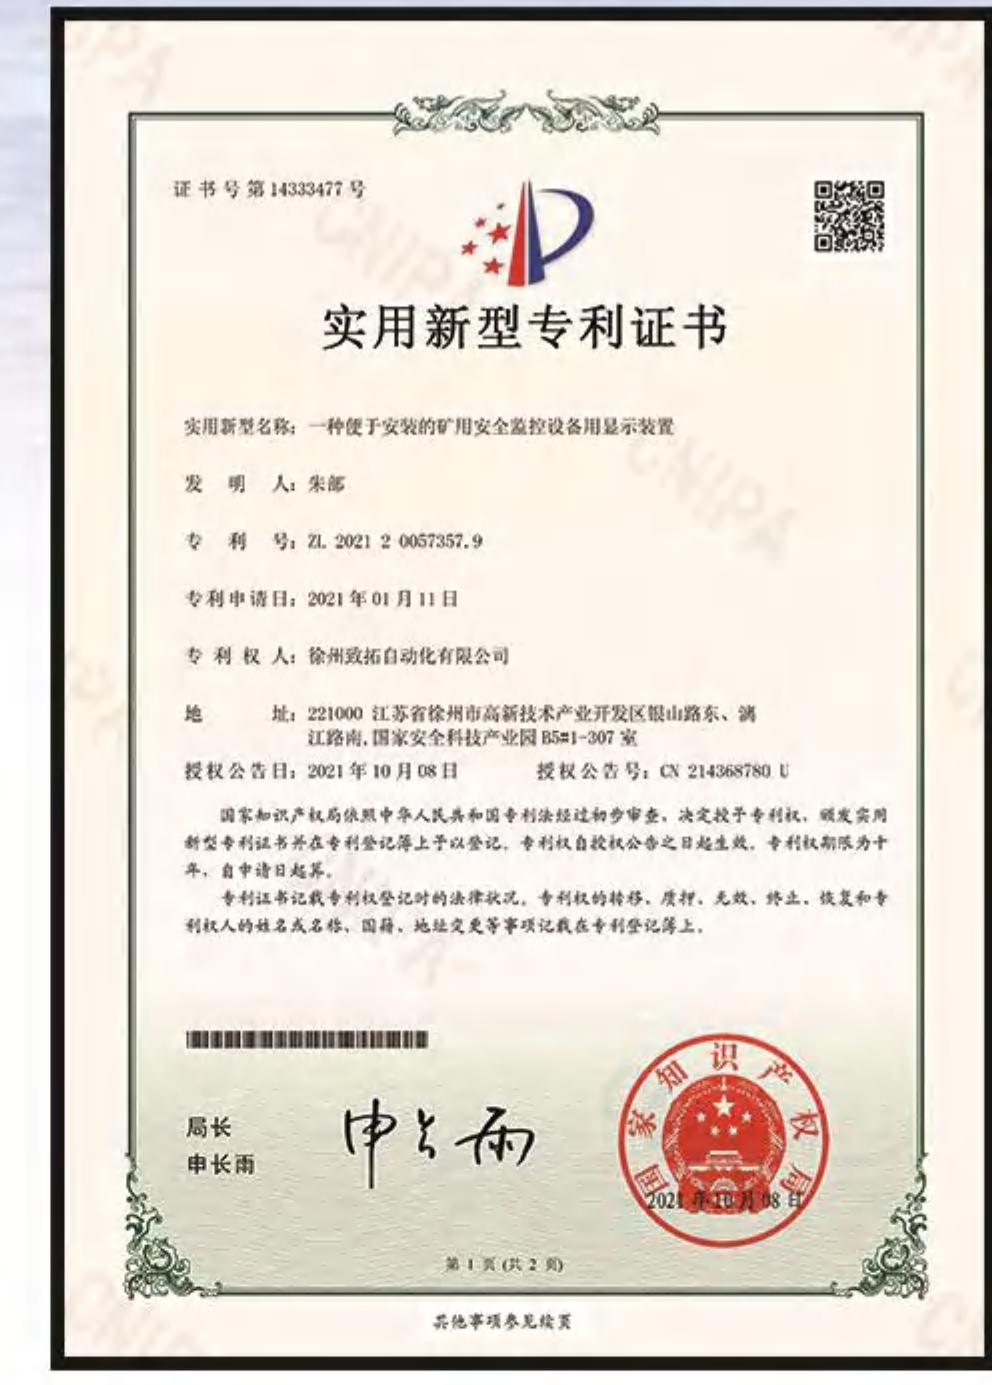 证书号第14333477号
实用新型专利证书
实用新型名称：一种便于安装的矿用安全监控设备用显示装置
发明人：朱部
专利号：ZL 2021 2 0057357.9
专利申请日：2021年01月11日
专利权人：徐州致拓自动化有限公司
地址：221000 江苏省徐州市高新技术产业开发区银山路东、漓
江路南,国家安全科技产业园B5#1-307室
授权公告日：2021年10月08日 授权公告号：CN 214368780 U
国家知识产权局依照中华人民共和国专利法经过初步审查，决定授予专利权，颁发实用
新型专利证书并在专利登记簿上予以登记。专利权自授权公告之日起生效。专利权期限为十
年，自申请日起算。
专利证书记载专利权登记时的法律状况。专利权的转移、质押、无效、终止、恢复和专
利权人的姓名或名称、国籍、地址变更等事项记载在专利登记簿上。
局长
申长雨
申长雨
国家知识产权局
2021年10月08日
第 1 页 (共 2 页)
其他事项参见续页
CNIPA